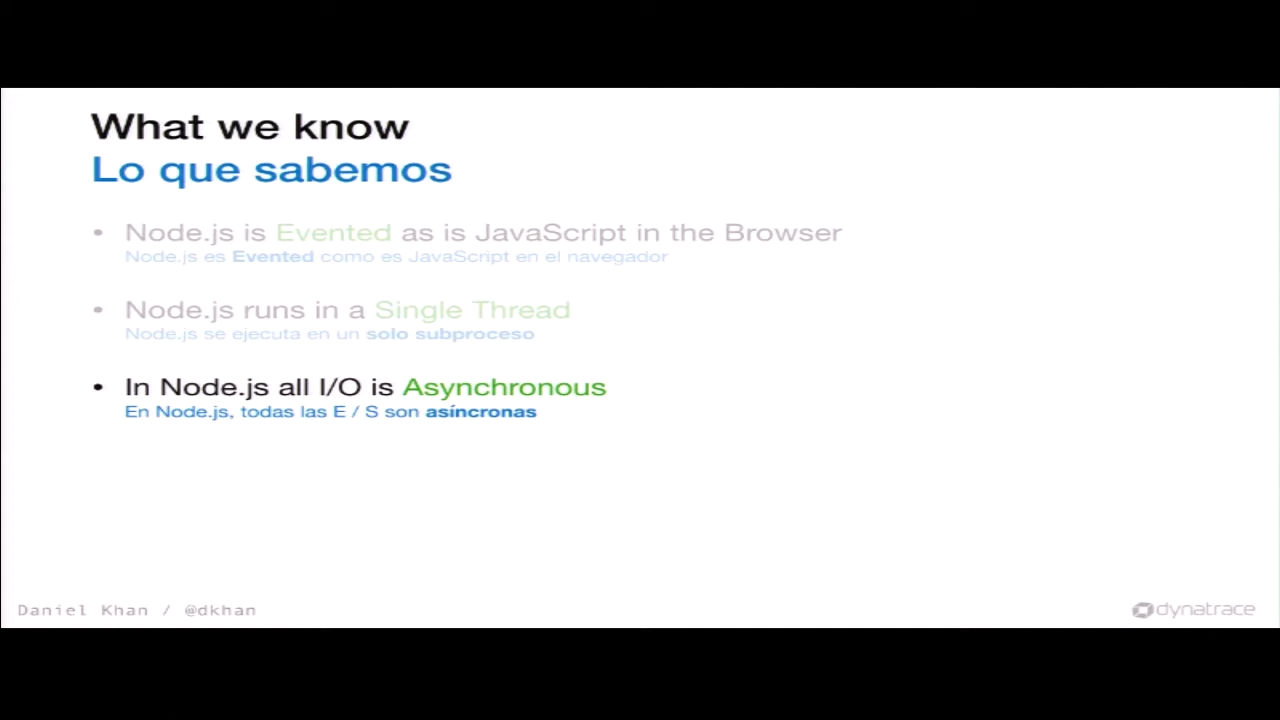 What we know
Lo que sabemos
• Node.js is Evented as is JavaScript in the Browser
Node.js es Evented como es JavaScript en el navegador
• Node.js runs in a Single Thread
Node.js se ejecuta en un solo subproceso
• In Node.js all I/O is Asynchronous
En Node.js, todas las E / S son asíncronas
Daniel Khan / @dkhan
dynatrace